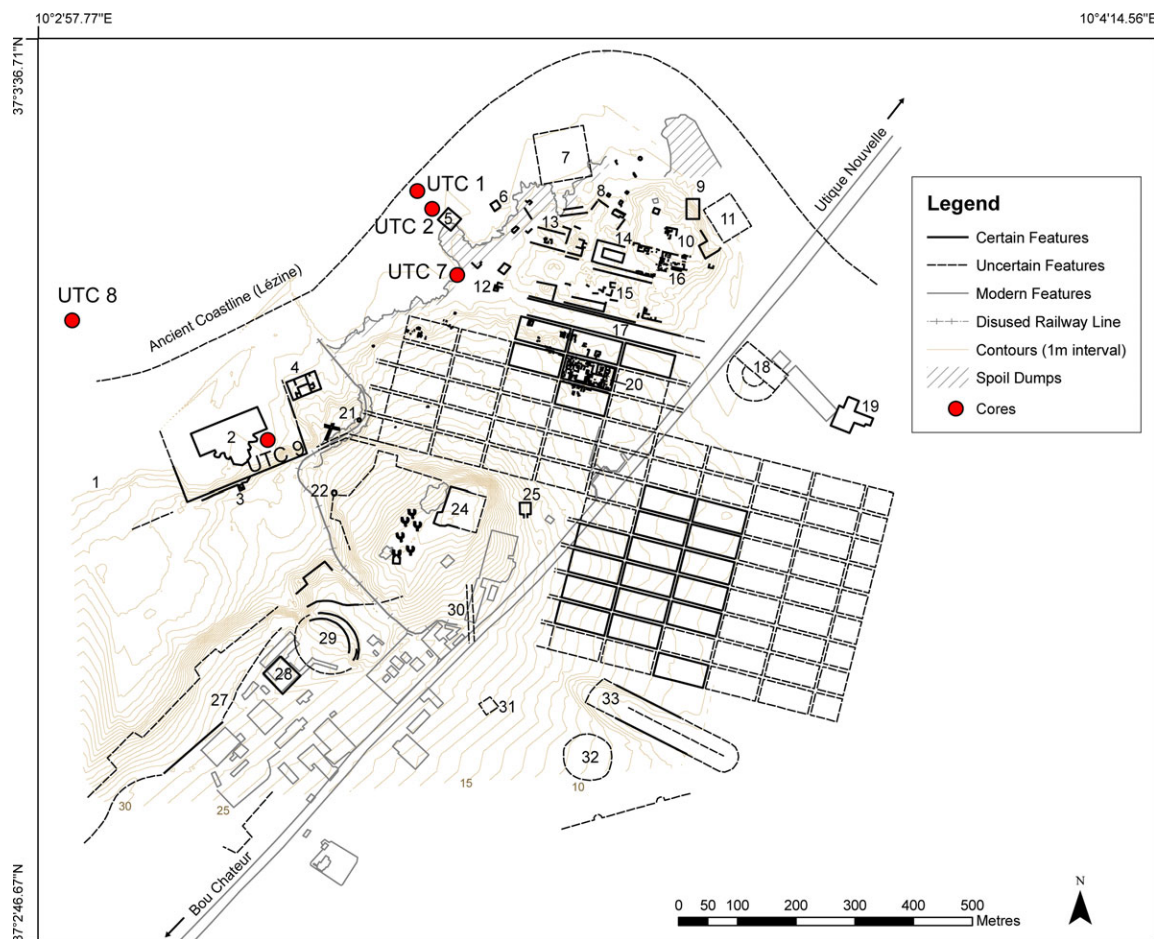 10°2'57.77"E
10°4'14.56"E
37°3'36.71"N
Utique Nouvelle
7
UTC 1
UTC 2
5
6
8
9
11
13
14
10
16
UTC 7
12
15
UTC 8
Ancient Coastline (Lézine)
17
18
20
19
4
21
2
UTC 9
1
3
22
24
25
30
29
28
27
31
33
32
15
10
30
25
Bou Chateur
37°2'46.67"N
Legend
Certain Features
Uncertain Features
Modern Features
Disused Railway Line
Contours (1m interval)
Spoil Dumps
Cores
0 50 100 200 300 400 500
Metres
N